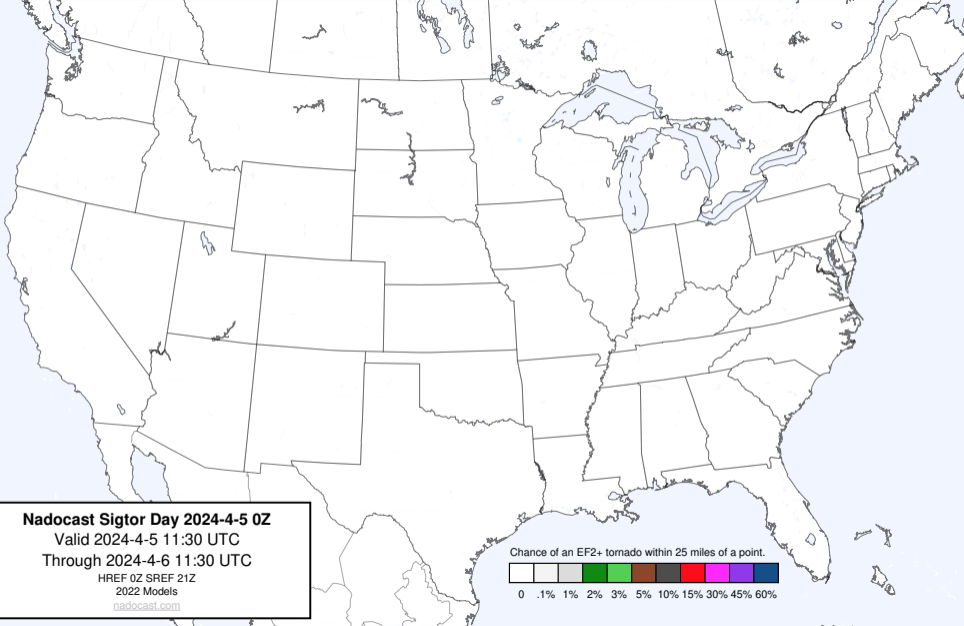 Nadocast Sigtor Day 2024-4-5 0Z
Valid 2024-4-5 11:30 UTC
Through 2024-4-6 11:30 UTC
HREF 0Z SREF 21Z
2022 Models
nadocast.com
Chance of an EF2+ tornado within 25 miles of a point.
0 .1% 1% 2% 3% 5% 10% 15% 30% 45% 60%